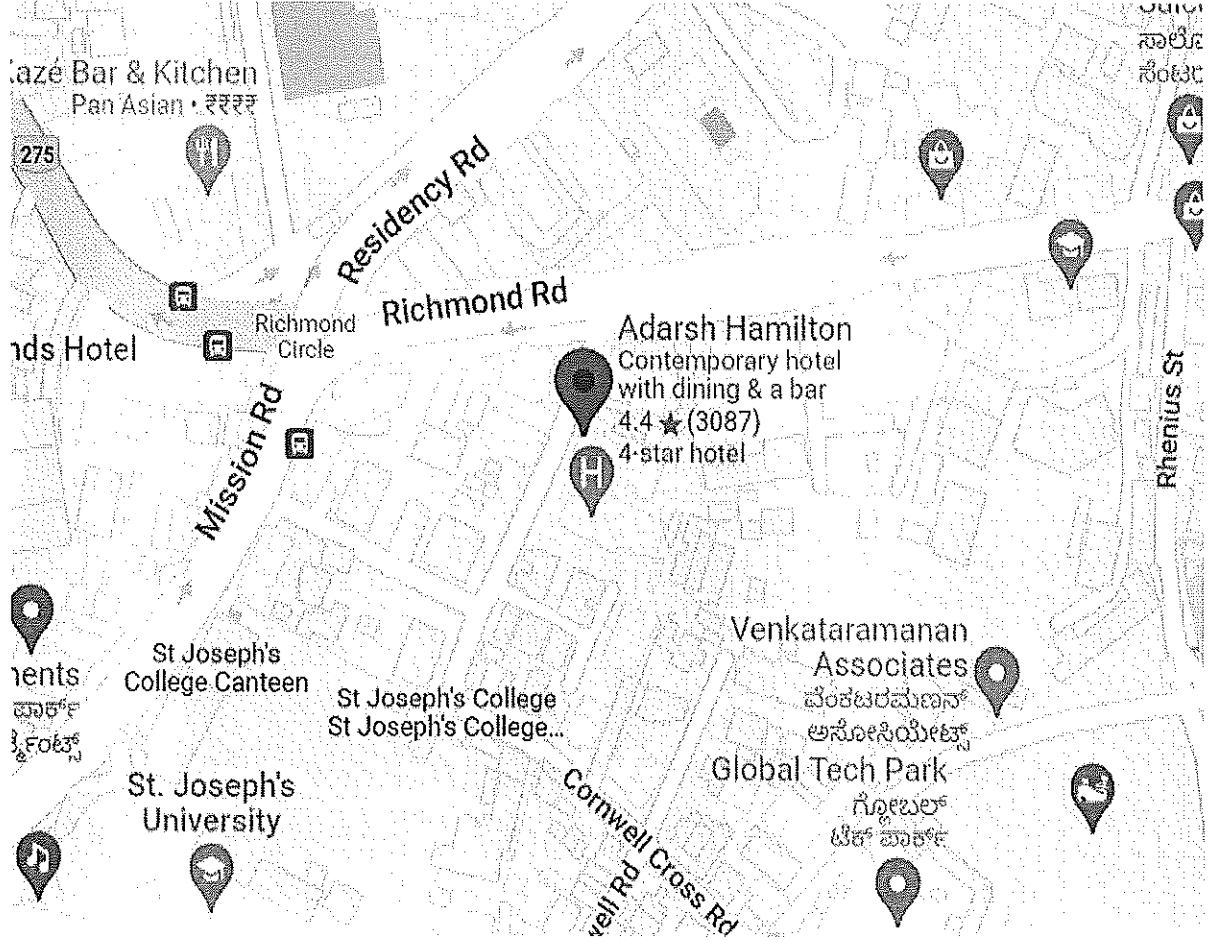 Kazé Bar & Kitchen
Pan Asian • ₹₹₹₹
275
Residency Rd
Richmond Rd
Richmond
Circle
nds Hotel
Mission Rd
Adarsh Hamilton
Contemporary hotel
with dining & a bar
4.4 ★ (3087)
4-star hotel
H
Rhenius St
Venkataramanan
Associates
ವೆಂಕಟರಮಣನ್
ಅಸೋಸಿಯೇಟ್ಸ್
St Joseph's
College Canteen
St Joseph's College
St Joseph's College...
nents
ಪಾರ್ಕ್
Global Tech Park
ಗ್ಲೋಬಲ್
ಟೆಕ್ ಪಾರ್ಕ್
St. Joseph's
University
Cornwell Cross Rd
well Rd